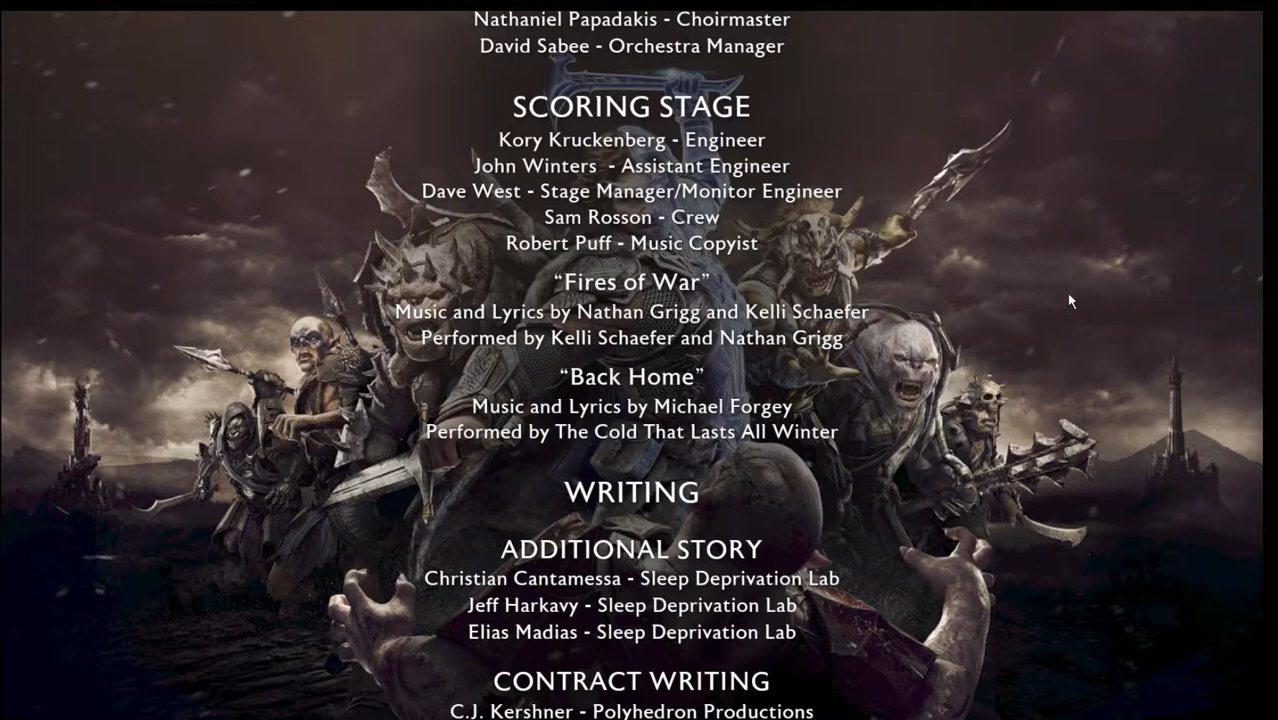 Nathaniel Papadakis - Choirmaster
David Sabee - Orchestra Manager
SCORING STAGE
Kory Kruckenberg - Engineer
John Winters  - Assistant Engineer
Dave West - Stage Manager/Monitor Engineer
Sam Rosson - Crew
Robert Puff - Music Copyist
“Fires of War”
Music and Lyrics by Nathan Grigg and Kelli Schaefer
Performed by Kelli Schaefer and Nathan Grigg
“Back Home”
Music and Lyrics by Michael Forgey
Performed by The Cold That Lasts All Winter
WRITING
ADDITIONAL STORY
Christian Cantamessa - Sleep Deprivation Lab
Jeff Harkavy - Sleep Deprivation Lab
Elias Madias - Sleep Deprivation Lab
CONTRACT WRITING
C.J. Kershner - Polyhedron Productions